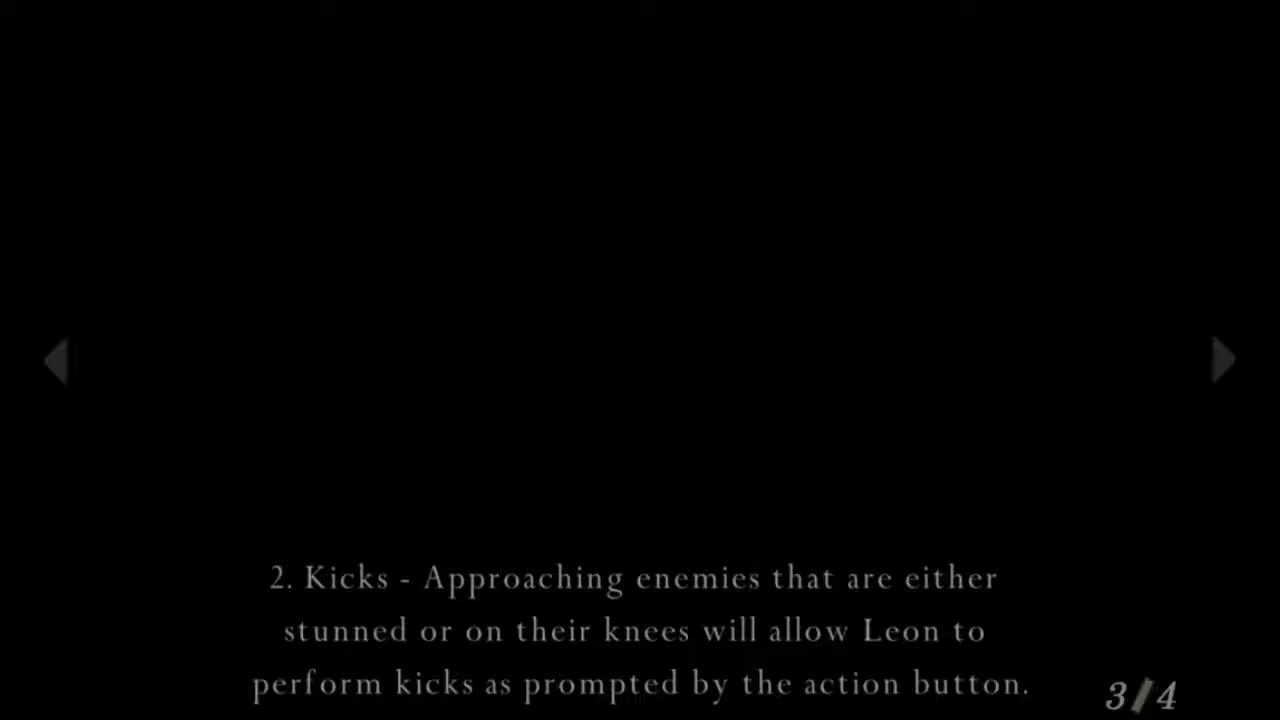 2. Kicks - Approaching enemies that are either
stunned or on their knees will allow Leon to
perform kicks as prompted by the action button.
3/4